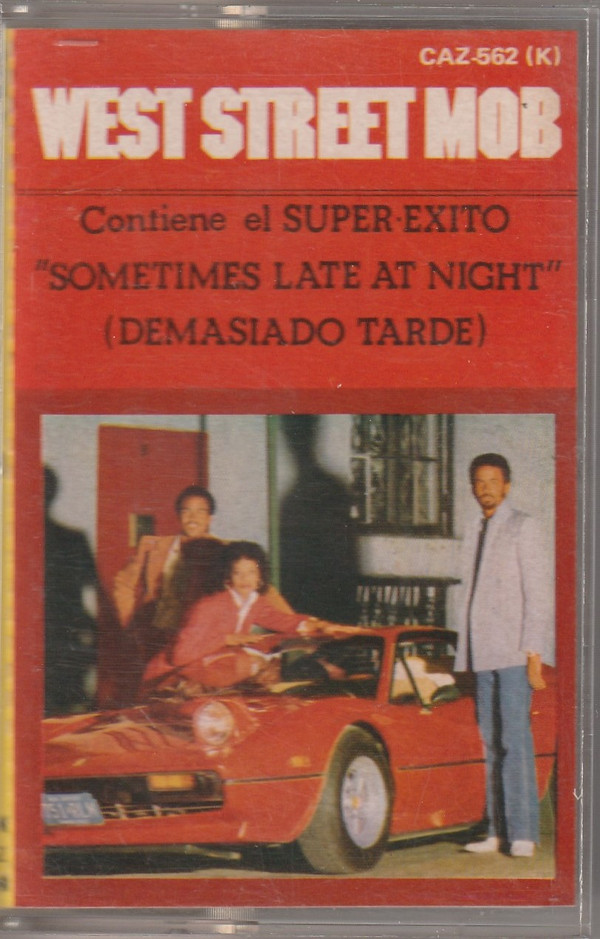 CAZ-562 (K)
WEST STREET MOB
Contiene el SUPER-EXITO
"SOMETIMES LATE AT NIGHT"
(DEMASIADO TARDE)